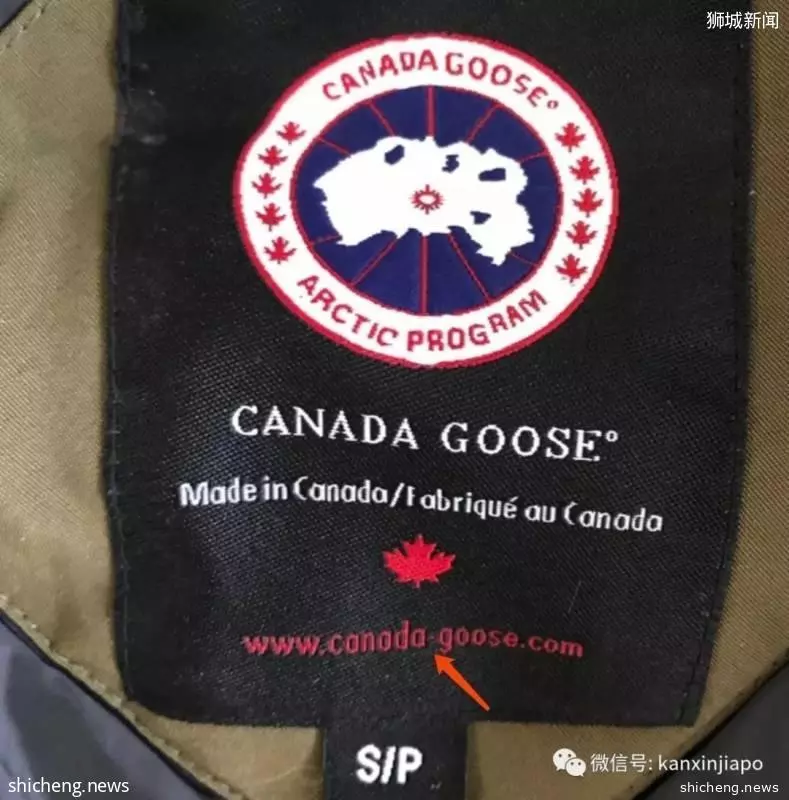 狮城新闻
CANADA GOOSE®
ARCTIC PROGRAM
CANADA GOOSE®
Made in Canada/Fabriqué au Canada
www.canada-goose.com
S/P
微信号: kanxinjiapo
shicheng.news
shicheng.news